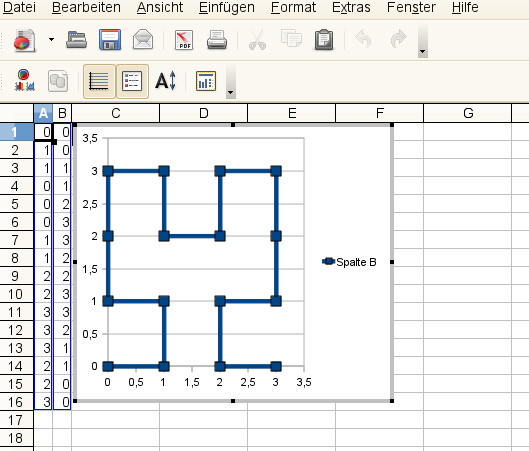 Datei Bearbeiten Ansicht Einfügen Format Extras Fenster Hilfe
PDF
A
A B C D E F G
1 0 0
2 1 0
3 1 1
4 0 1
5 0 2
6 0 3
7 1 3
8 1 2
9 2 2
10 2 3
11 3 3
12 3 2
13 3 1
14 2 1
15 2 0
16 3 0
17
18
3,5
3
2,5
2
1,5
1
0,5
0
0 0,5 1 1,5 2 2,5 3 3,5
Spalte B